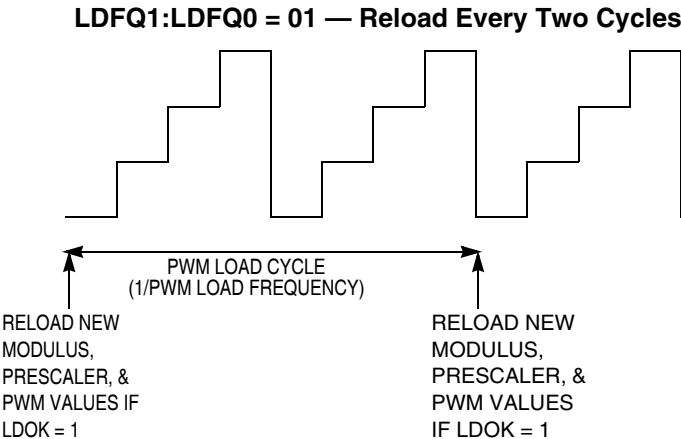 LDFQ1:LDFQ0 = 01 — Reload Every Two Cycles
PWM LOAD CYCLE
(1/PWM LOAD FREQUENCY)
RELOAD NEW
MODULUS,
PRESCALER, &
PWM VALUES IF
LDOK = 1
RELOAD NEW
MODULUS,
PRESCALER, &
PWM VALUES
IF LDOK = 1